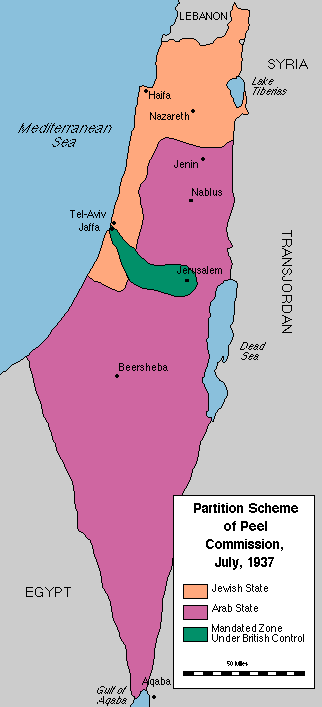 LEBANON
SYRIA
Haifa
Lake
Tiberias
Nazareth
Mediterranean
Sea
Jenin
Nablus
Tel-Aviv
Jaffa
TRANSJORDAN
Jerusalem
Dead
Sea
Beersheba
Partition Scheme
of Peel
Commission,
July, 1937
Jewish State
Arab State
Mandated Zone
Under British Control
50 Miles
EGYPT
Aqaba
Gulf of
Aqaba